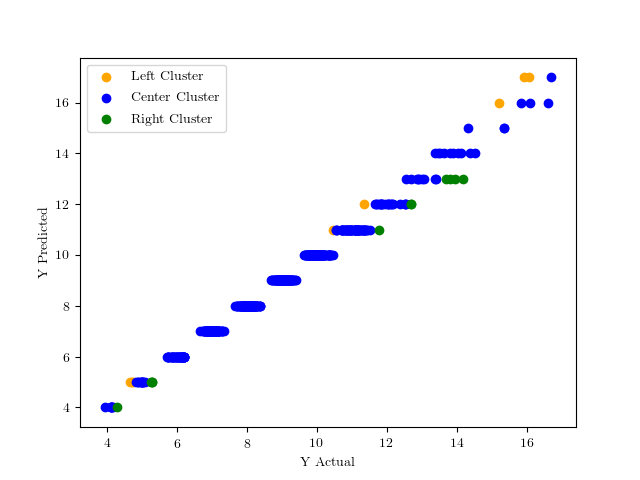 Left Cluster
Center Cluster
Right Cluster
16
14
12
10
8
6
4
Y Predicted
4 6 8 10 12 14 16
Y Actual